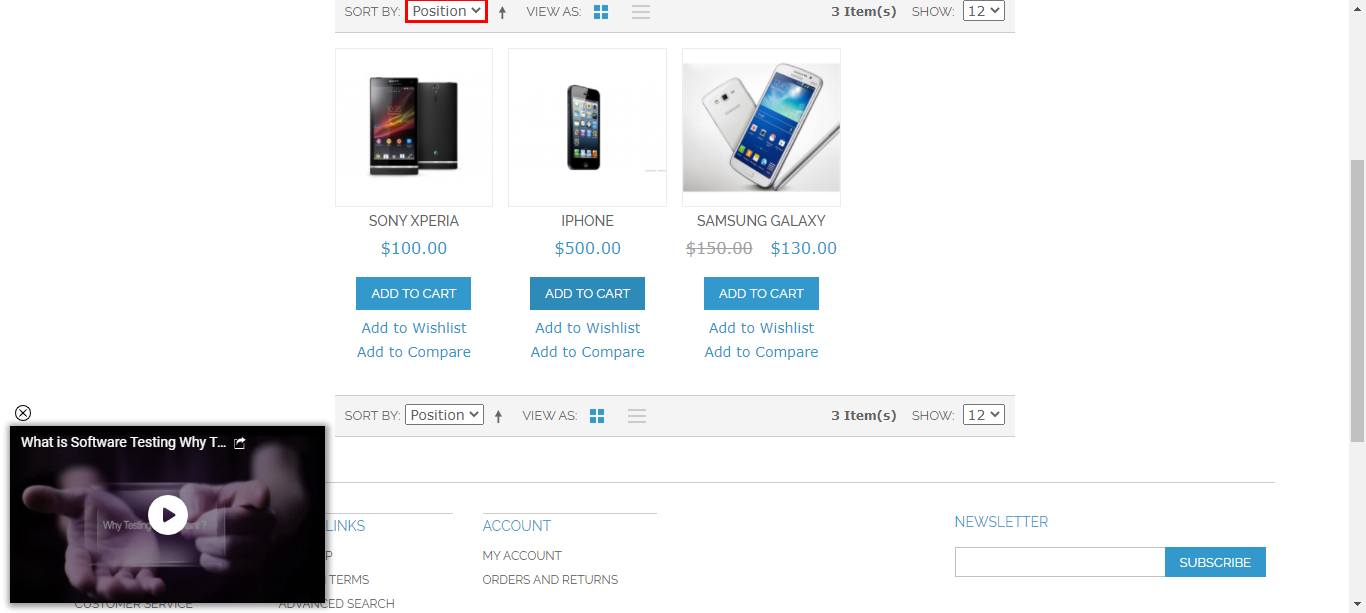 SORT BY: Position VIEW AS: 3 Item(s) SHOW: 12
SONY XPERIA IPHONE SAMSUNG GALAXY
$100.00 $500.00 $150.00 $130.00
ADD TO CART ADD TO CART ADD TO CART
Add to Wishlist Add to Wishlist Add to Wishlist
Add to Compare Add to Compare Add to Compare
SORT BY: Position VIEW AS: 3 Item(s) SHOW: 12
What is Software Testing Why T...
Why Testing
LINKS ACCOUNT NEWSLETTER
P MY ACCOUNT
SUBSCRIBE
TERMS ORDERS AND RETURNS
CUSTOMER SERVICE ADVANCED SEARCH